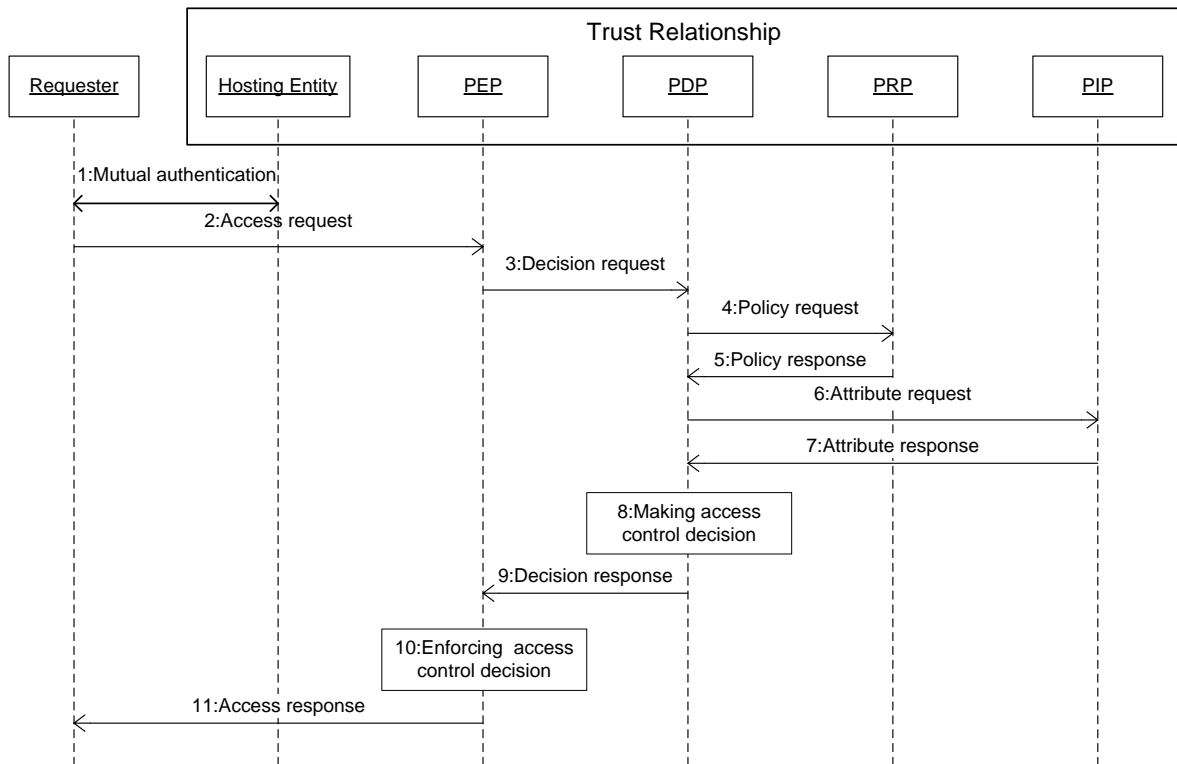 Trust Relationship
Requester
Hosting Entity
PEP
PDP
PRP
PIP
1:Mutual authentication
2:Access request
3:Decision request
4:Policy request
5:Policy response
6:Attribute request
7:Attribute response
8:Making access
control decision
9:Decision response
10:Enforcing access
control decision
11:Access response